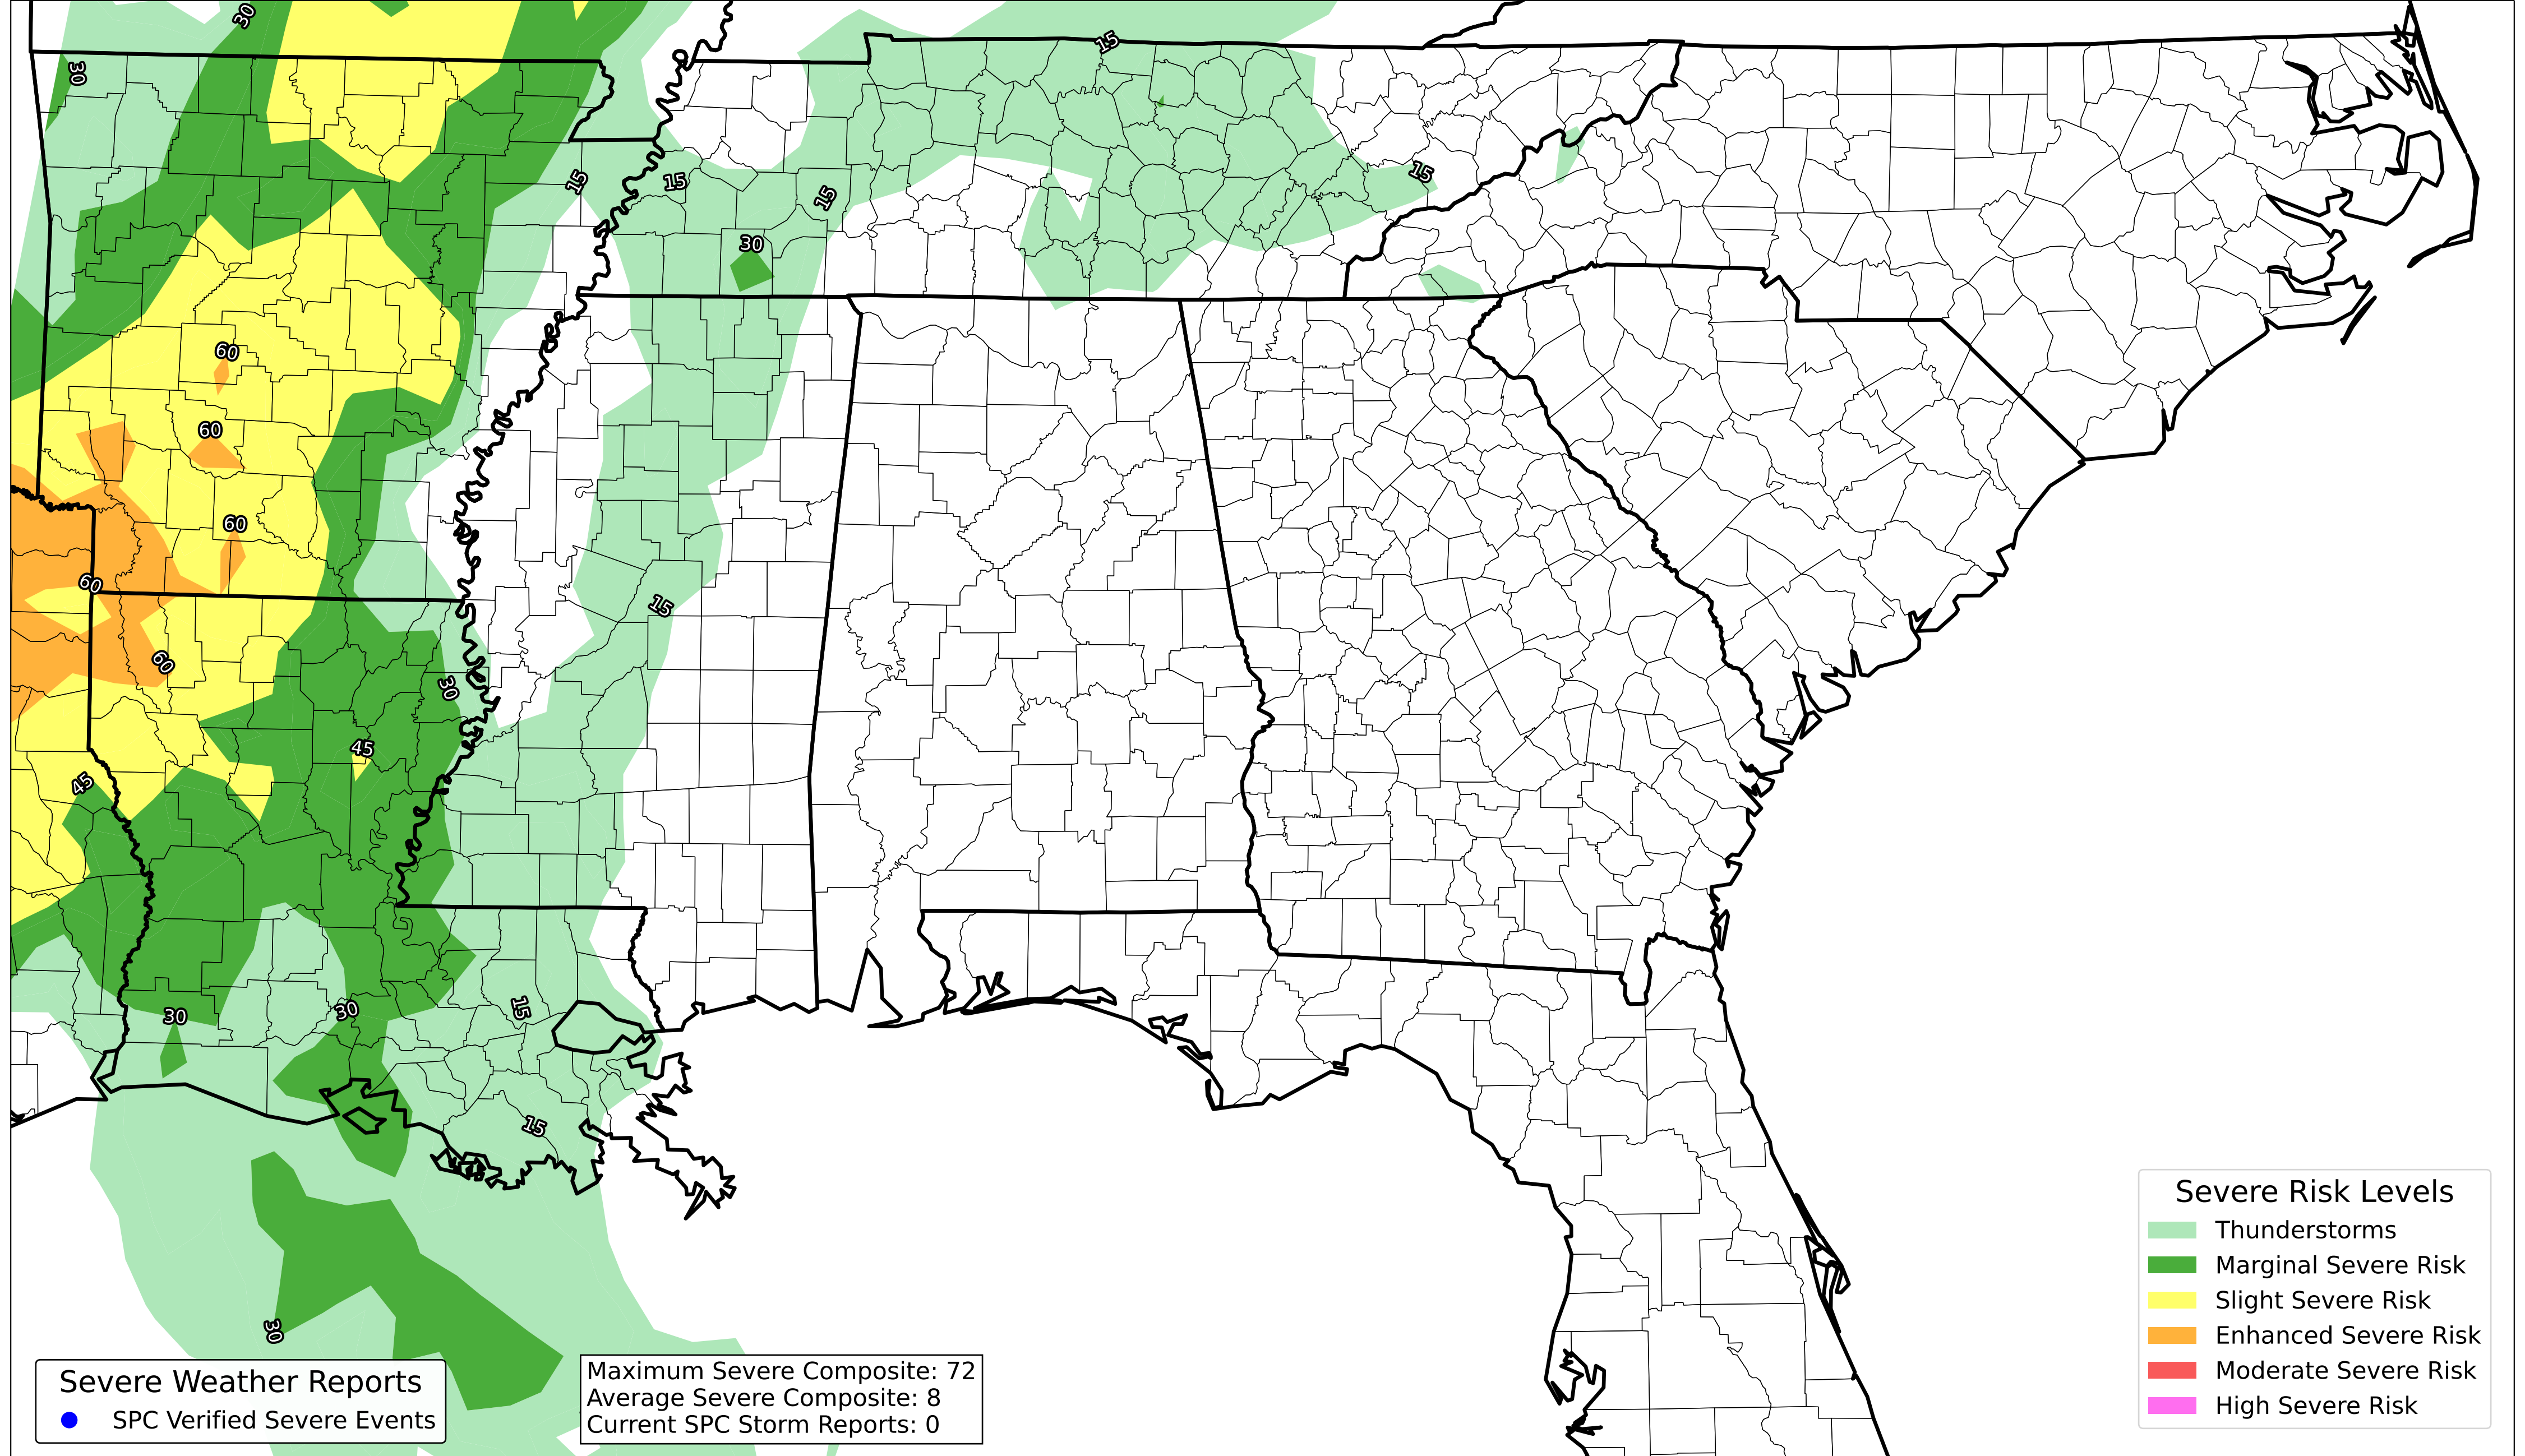 30
15
30
15
15
15
15
30
60
60
60
60
15
60
30
45
45
30
30
15
15
30
Severe Weather Reports
SPC Verified Severe Events
Maximum Severe Composite: 72
Average Severe Composite: 8
Current SPC Storm Reports: 0
Severe Risk Levels
Thunderstorms
Marginal Severe Risk
Slight Severe Risk
Enhanced Severe Risk
Moderate Severe Risk
High Severe Risk